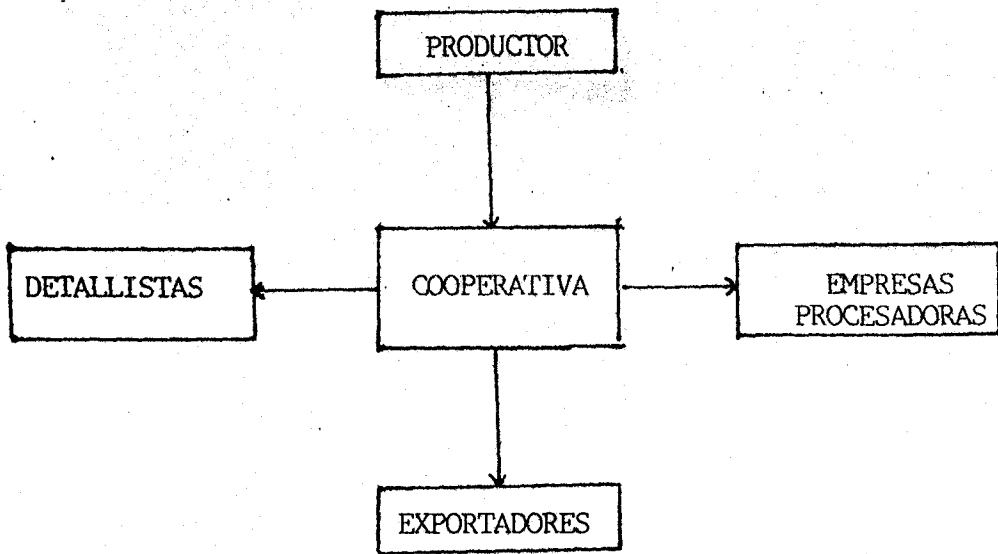 PRODUCTOR
DETALLISTAS
COOPERATIVA
EMPRESAS
PROCESADORAS
EXPORTADORES